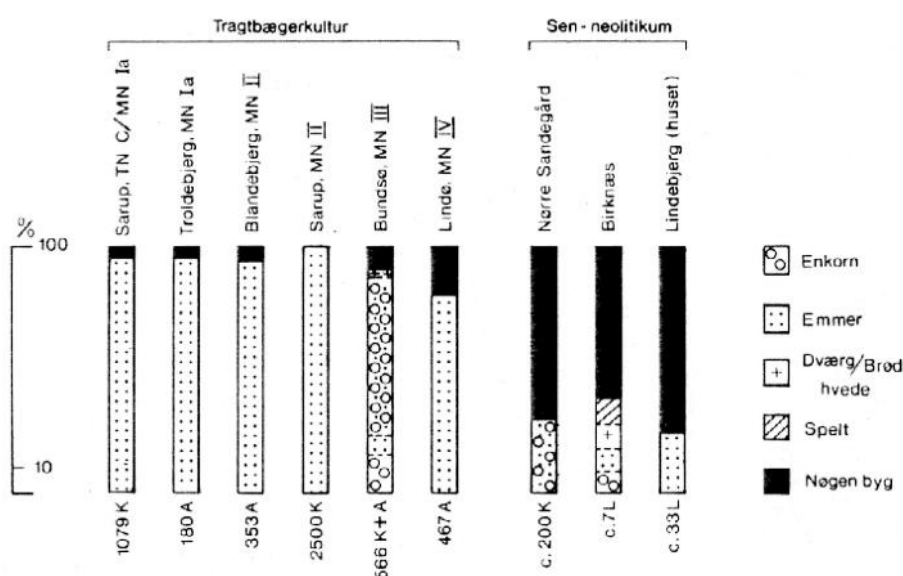 Tragtbægerkultur
Sen - neolitikum
Sarup, TN C/MN Ia
Troldebjerg, MN Ia
Blandebjerg, MN II
Sarup, MN II
Bundsø, MN III
Lindø, MN IV
Nørre Sandegård
Birknæs
Lindebjerg (huset)
%
100
10
Enkorn
Emmer
Dværg/Brød
hvede
Spelt
Nøgen byg
1079 K
180 A
353 A
2500 K
566 K+A
467 A
c. 200 K
c. 7 L
c. 33 L